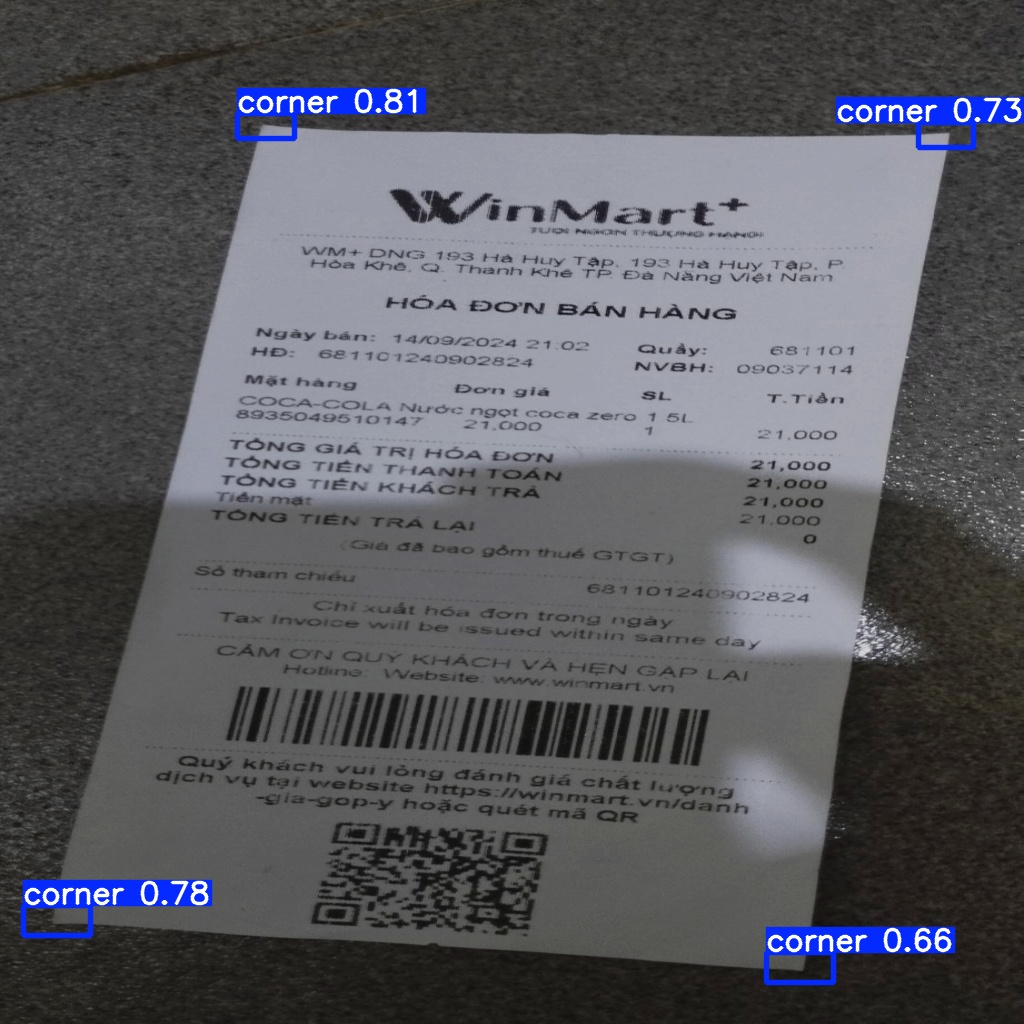 corner 0.81
corner 0.73
WinMart+
TƯƠI NGON THƯỢNG HẠNG!
WM+ DNG 193 Hà Huy Tập, 193 Hà Huy Tập, P.
Hòa Khê, Q. Thanh Khê TP. Đà Nẵng Việt Nam
HÓA ĐƠN BÁN HÀNG
Ngày bán: 14/09/2024 21:02 Quầy: 681101
HĐ: 681101240902824 NVBH: 09037114
Mặt hàng Đơn giá SL T.Tiền
COCA-COLA Nước ngọt coca zero 1 5L
8935049510147 21,000 1 21,000
TỔNG GIÁ TRỊ HÓA ĐƠN 21,000
TỔNG TIỀN THANH TOÁN 21,000
TỔNG TIỀN KHÁCH TRẢ 21,000
Tiền mặt 21,000
TỔNG TIỀN TRẢ LẠI 0
(Giá đã bao gồm thuế GTGT)
Số tham chiếu 681101240902824
Chỉ xuất hóa đơn trong ngày
Tax Invoice will be issued within same day
CẢM ƠN QUÝ KHÁCH VÀ HẸN GẶP LẠI
Hotline: Website: www.winmart.vn
Quý khách vui lòng đánh giá chất lượng
dịch vụ tại website https://winmart.vn/danh
-gia-gop-y hoặc quét mã QR
corner 0.78
corner 0.66